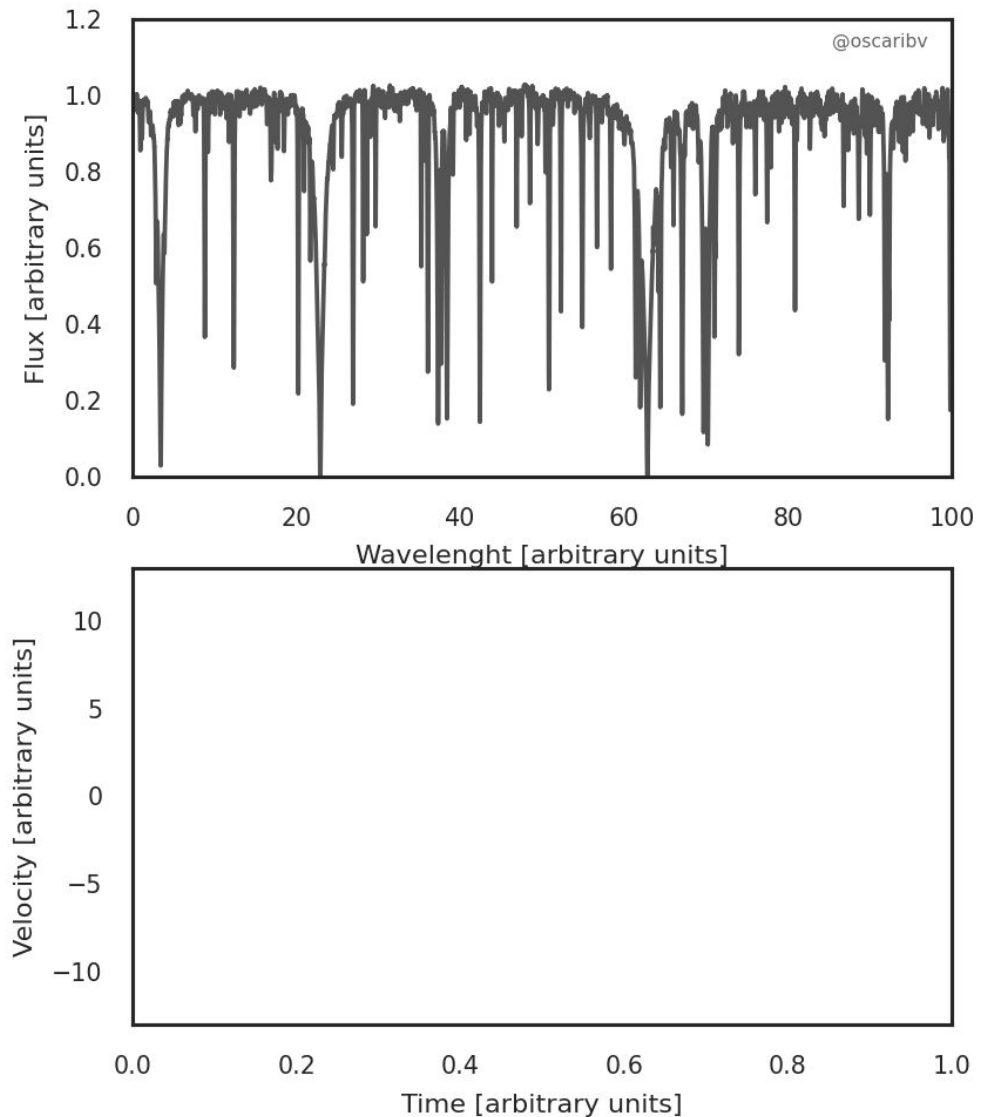 1.2
@oscaribv
1.0
0.8
0.6
0.4
0.2
0.0
Flux [arbitrary units]
0 20 40 60 80 100
Wavelenght [arbitrary units]
10
5
0
−5
−10
Velocity [arbitrary units]
0.0 0.2 0.4 0.6 0.8 1.0
Time [arbitrary units]